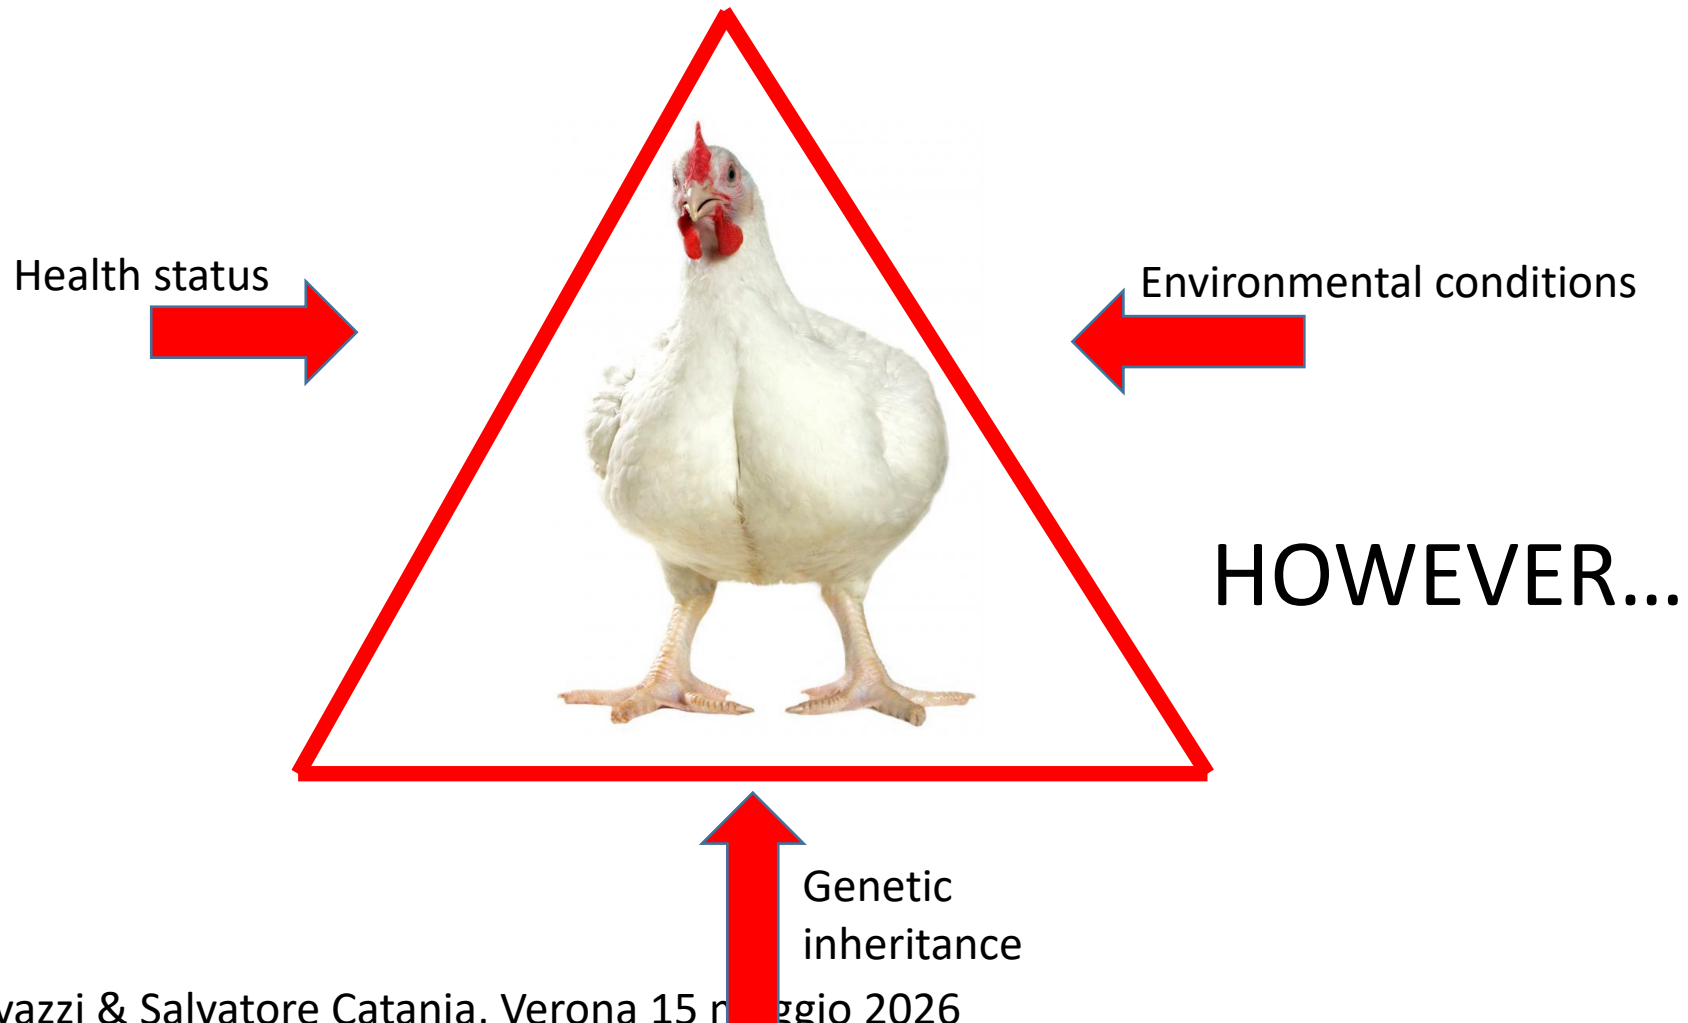 Health status
Environmental conditions
HOWEVER...
Genetic
inheritance
& Salvatore Catania, Verona 15 2026